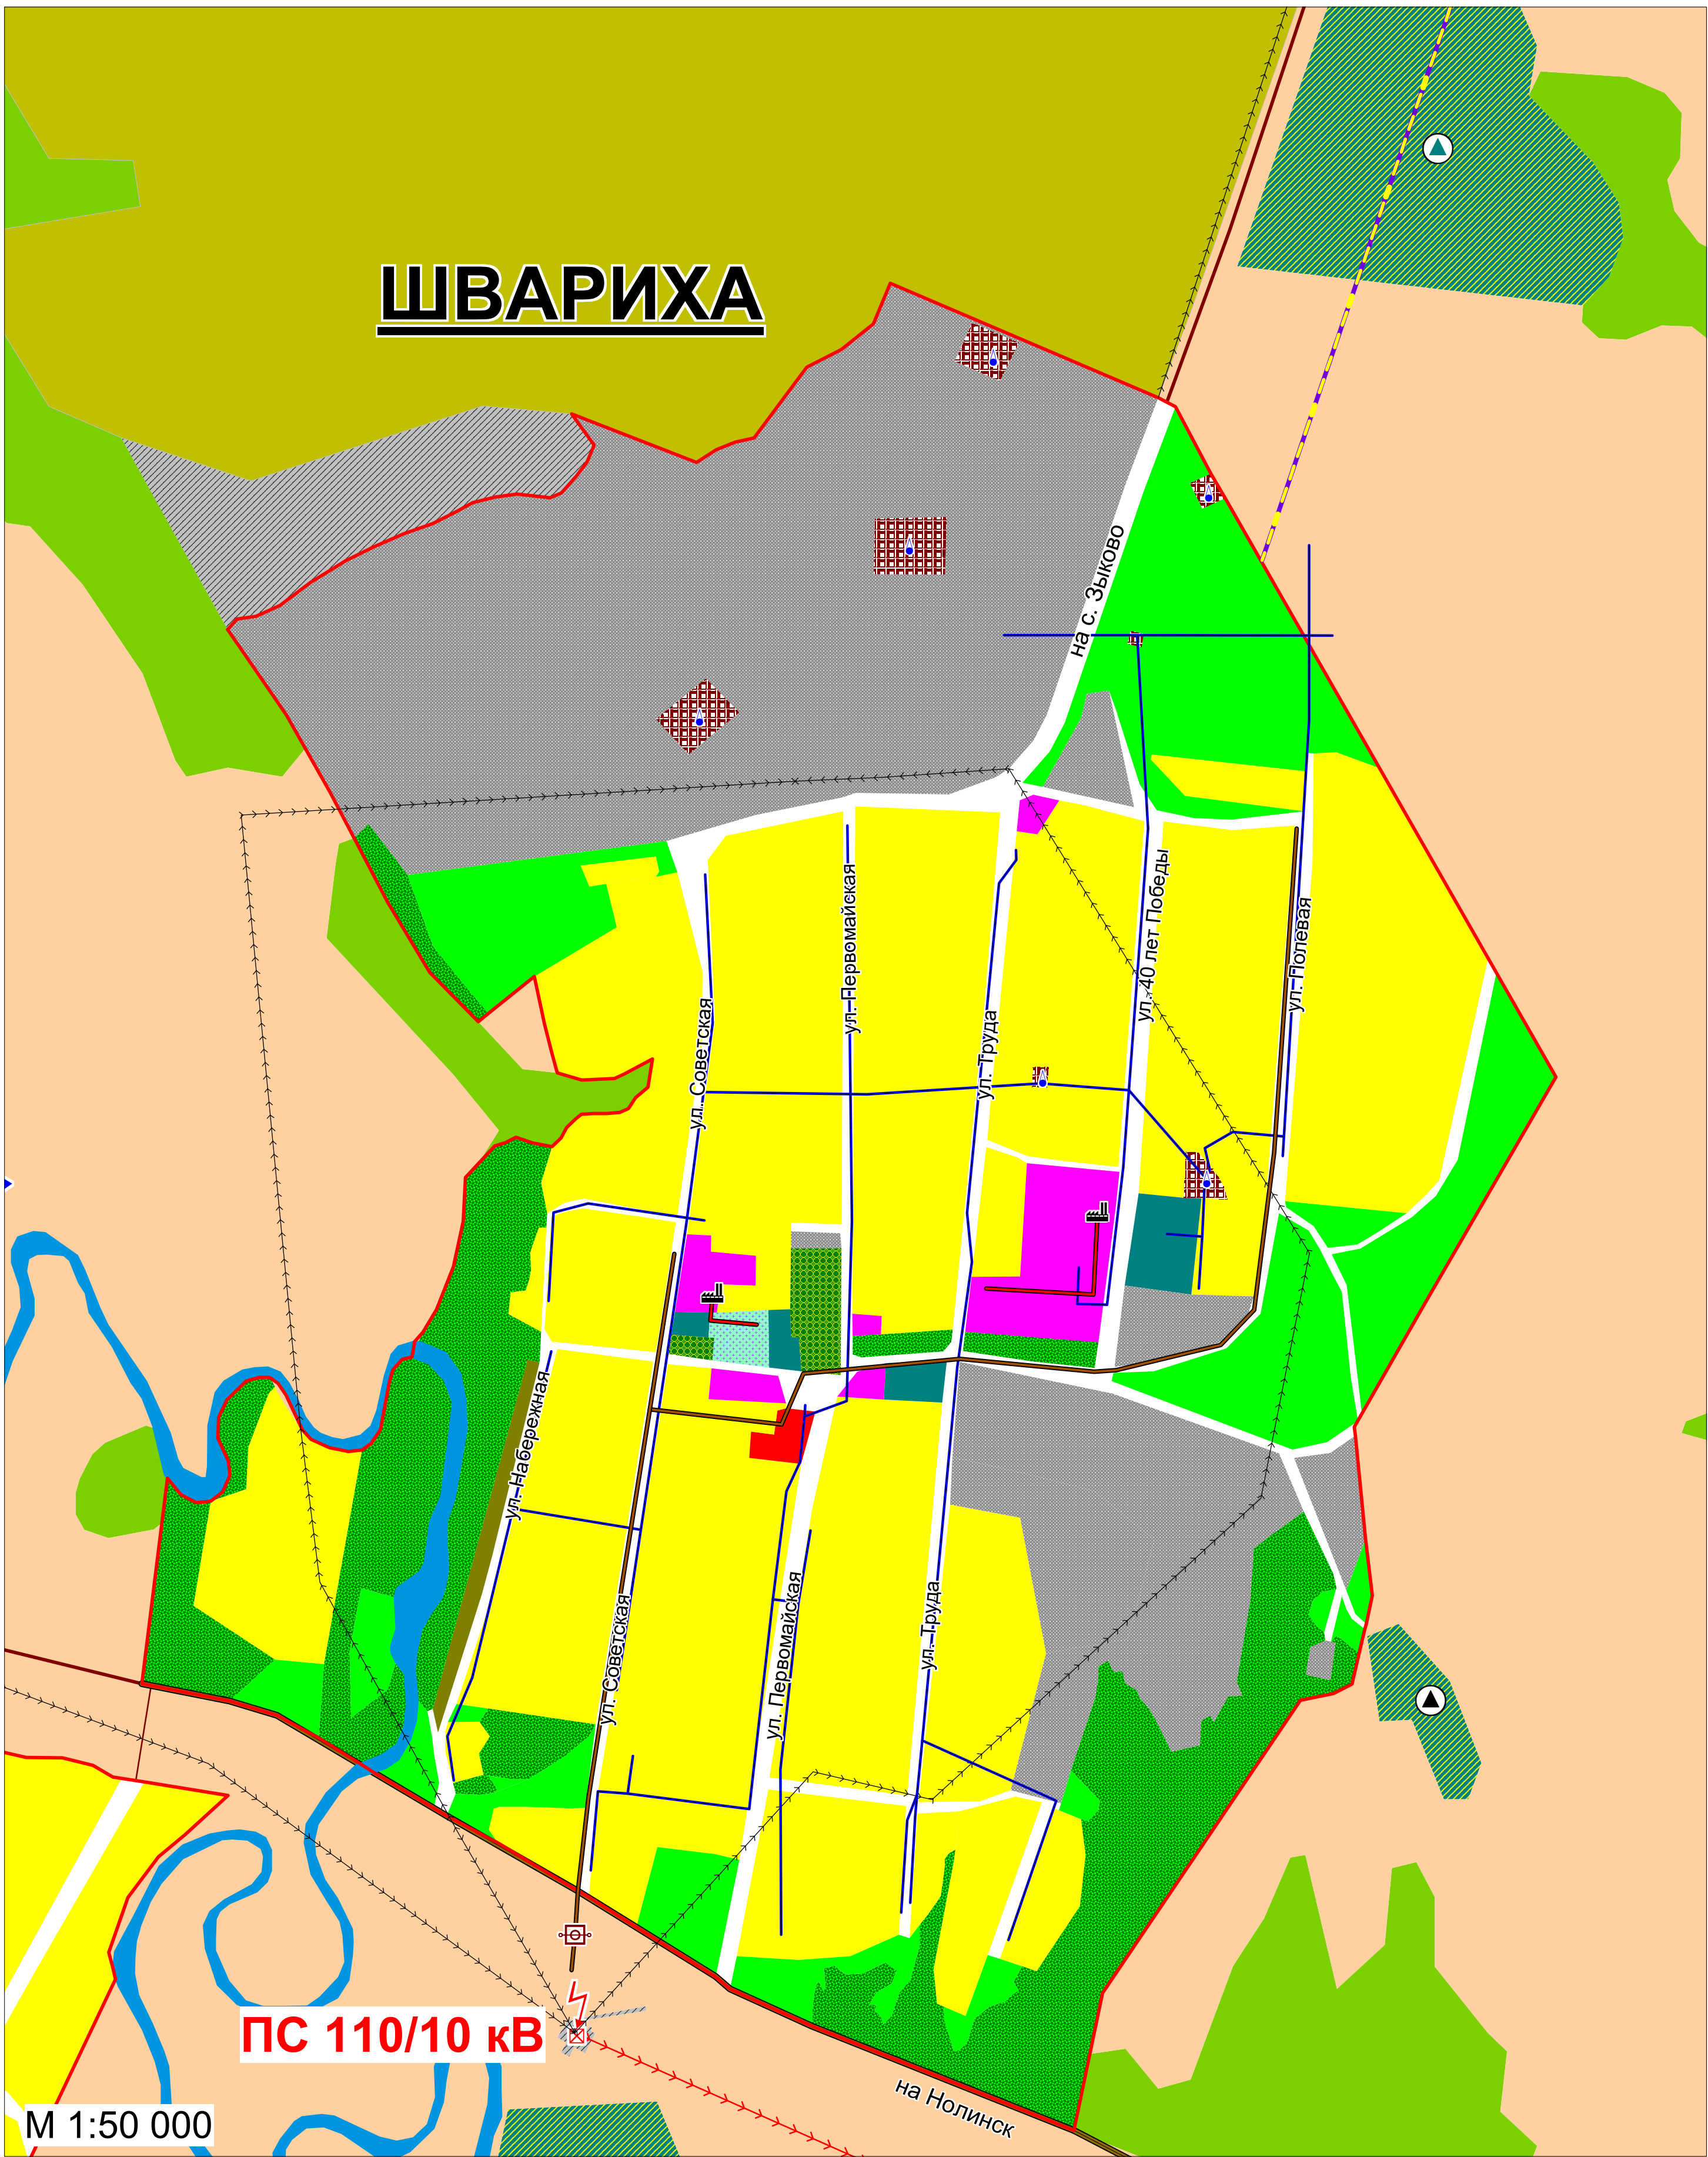 ШВАРИХА
на с. Зыково
ул. Первомайская
ул. 40 лет Победы
ул. Полевая
ул. Советская
ул. Труда
ул. Набережная
ул. Советская
ул. Первомайская
ул. Труда
ПС 110/10 кВ
на Нолинск
М 1:50 000